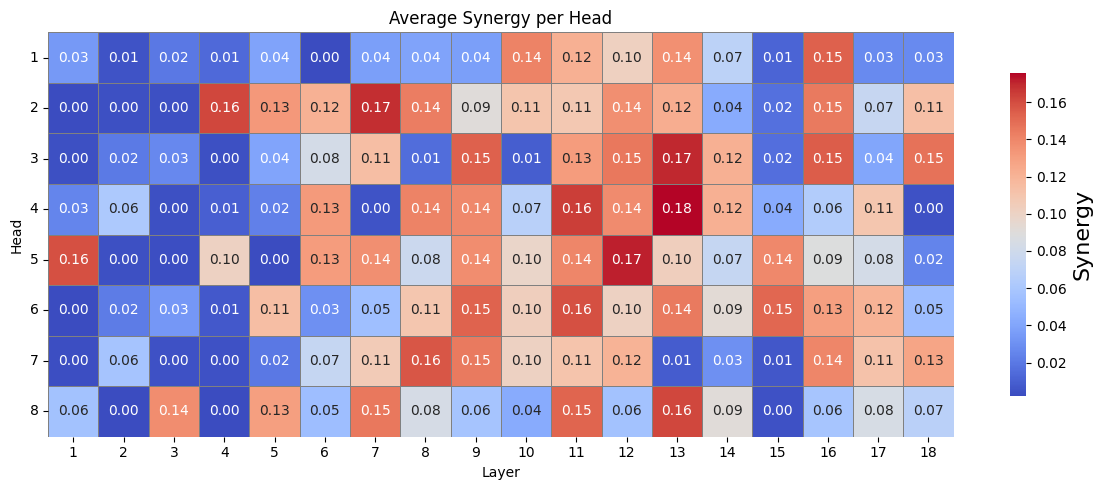 Average Synergy per Head
1 0.03 0.01 0.02 0.01 0.04 0.00 0.04 0.04 0.04 0.14 0.12 0.10 0.14 0.07 0.01 0.15 0.03 0.03
2 0.00 0.00 0.00 0.16 0.13 0.12 0.17 0.14 0.09 0.11 0.11 0.14 0.12 0.04 0.02 0.15 0.07 0.11
3 0.00 0.02 0.03 0.00 0.04 0.08 0.11 0.01 0.15 0.01 0.13 0.15 0.17 0.12 0.02 0.15 0.04 0.15
4 0.03 0.06 0.00 0.01 0.02 0.13 0.00 0.14 0.14 0.07 0.16 0.14 0.18 0.12 0.04 0.06 0.11 0.00
5 0.16 0.00 0.00 0.10 0.00 0.13 0.14 0.08 0.14 0.10 0.14 0.17 0.10 0.07 0.14 0.09 0.08 0.02
6 0.00 0.02 0.03 0.01 0.11 0.03 0.05 0.11 0.15 0.10 0.16 0.10 0.14 0.09 0.15 0.13 0.12 0.05
7 0.00 0.06 0.00 0.00 0.02 0.07 0.11 0.16 0.15 0.10 0.11 0.12 0.01 0.03 0.01 0.14 0.11 0.13
8 0.06 0.00 0.14 0.00 0.13 0.05 0.15 0.08 0.06 0.04 0.15 0.06 0.16 0.09 0.00 0.06 0.08 0.07
1 2 3 4 5 6 7 8 9 10 11 12 13 14 15 16 17 18
Layer
Head
0.16
0.14
0.12
0.10
0.08
0.06
0.04
0.02
Synergy